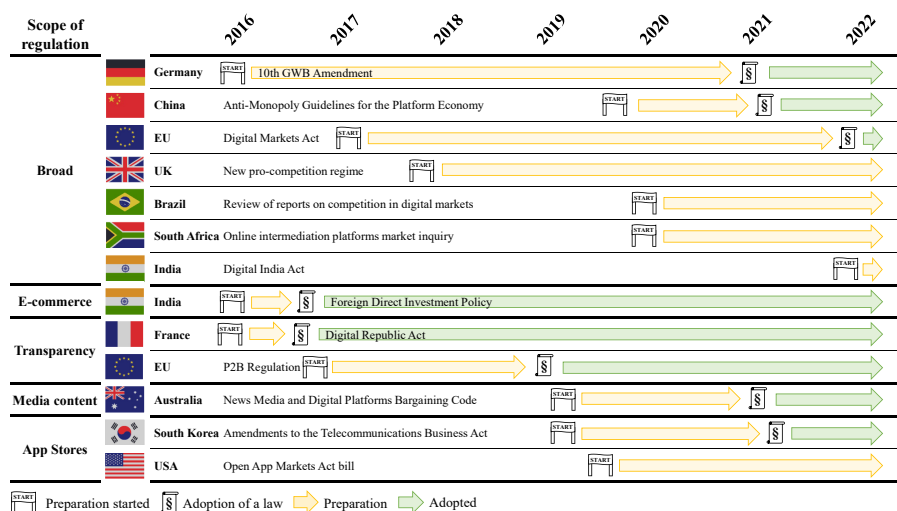 Scope of
regulation
2016
2017
2018
2019
2020
2021
2022
Broad
Germany START 10th GWB Amendment §
China Anti-Monopoly Guidelines for the Platform Economy START §
EU Digital Markets Act START §
UK New pro-competition regime START
Brazil Review of reports on competition in digital markets START
South Africa Online intermediation platforms market inquiry START
India Digital India Act START
E-commerce India START § Foreign Direct Investment Policy
Transparency
France START § Digital Republic Act
EU P2B Regulation START §
Media content Australia News Media and Digital Platforms Bargaining Code START §
App Stores
South Korea Amendments to the Telecommunications Business Act START §
USA Open App Markets Act bill START
START Preparation started § Adoption of a law Preparation Adopted